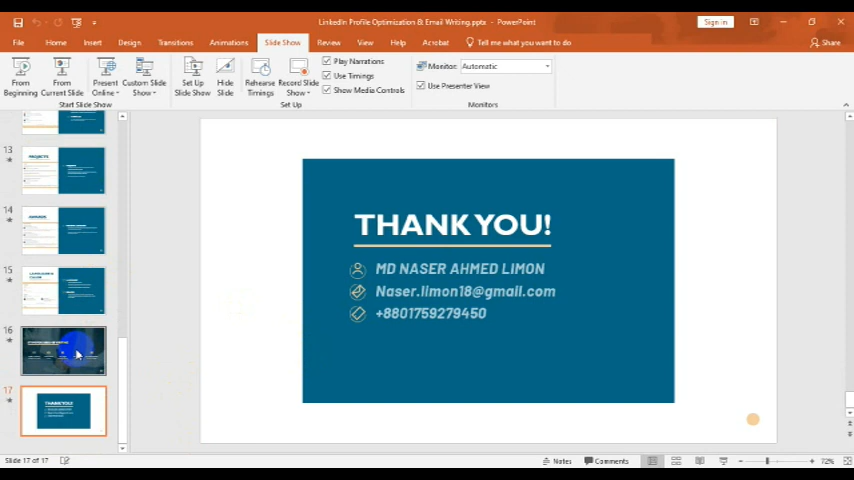 LinkedIn Profile Optimization & Email Writing.pptx - PowerPoint
Sign in
File Home Insert Design Transitions Animations Slide Show Review View Help Acrobat Tell me what you want to do Share
From Beginning
From Current Slide
Present Online
Custom Slide Show
Start Slide Show
Set Up Slide Show
Hide Slide
Rehearse Timings
Record Slide Show
Play Narrations
Use Timings
Show Media Controls
Set Up
Monitor: Automatic
Use Presenter View
Monitors
13
PROJECTS
14
15
16
17
THANK YOU!
THANK YOU!
MD NASER AHMED LIMON
Naser.limon18@gmail.com
+8801759279450
Slide 17 of 17
Notes
Comments
72%